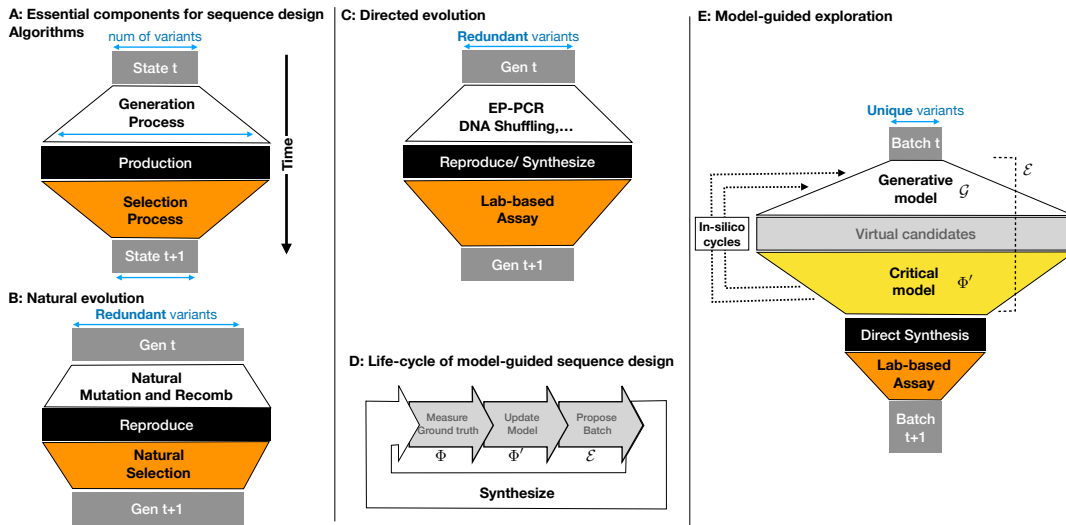 A: Essential components for sequence design
Algorithms
num of variants
State t
Generation
Process
Production
Selection
Process
State t+1
Time
B: Natural evolution
Redundant variants
Gen t
Natural
Mutation and Recomb
Reproduce
Natural
Selection
Gen t+1
C: Directed evolution
Redundant variants
Gen t
EP-PCR
DNA Shuffling,...
Reproduce/ Synthesize
Lab-based
Assay
Gen t+1
D: Life-cycle of model-guided sequence design
Measure
Ground truth
Φ
Update
Model
Φ′
Propose
Batch
ℰ
Synthesize
E: Model-guided exploration
Unique variants
Batch t
Generative
model 𝒢
ℰ
In-silico
cycles
Virtual candidates
Critical
model Φ′
Direct Synthesis
Lab-based
Assay
Batch
t+1